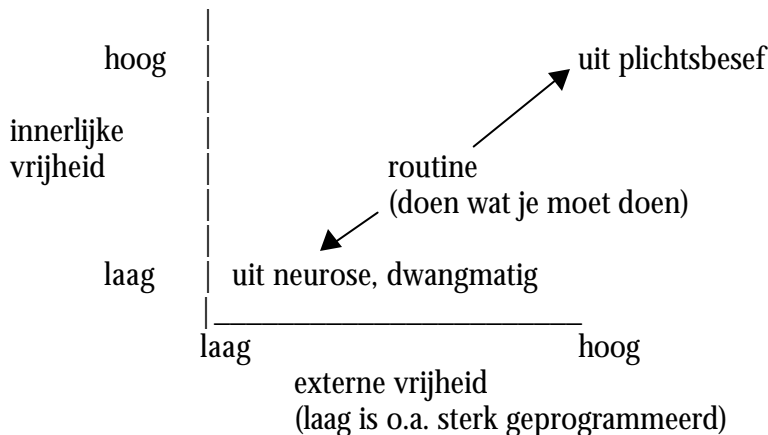 hoog uit plichtsbesef
innerlijke
vrijheid routine
(doen wat je moet doen)
laag uit neurose, dwangmatig
laag hoog
externe vrijheid
(laag is o.a. sterk geprogrammeerd)